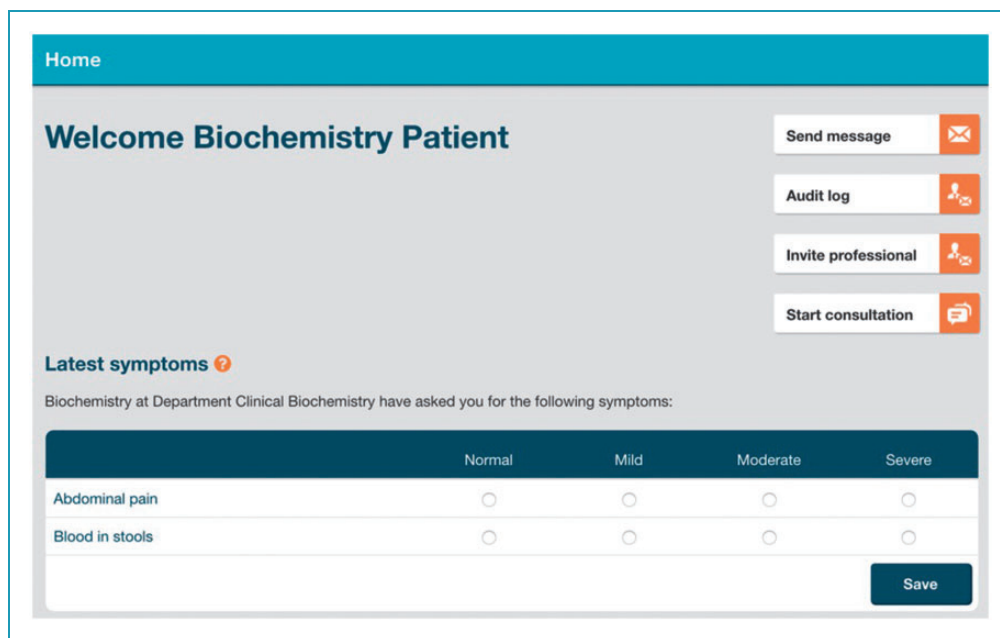 Home
Welcome Biochemistry Patient
Send message
Audit log
Invite professional
Start consultation
Latest symptoms ?
Biochemistry at Department Clinical Biochemistry have asked you for the following symptoms:
Normal Mild Moderate Severe
Abdominal pain
Blood in stools
Save